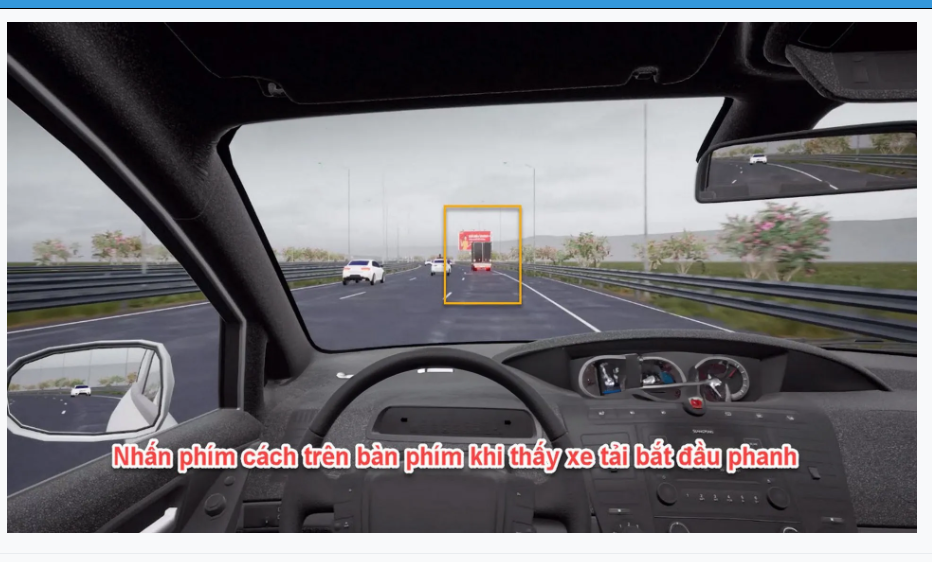 Nhấn phím cách trên bàn phím khi thấy xe tải bắt đầu phanh